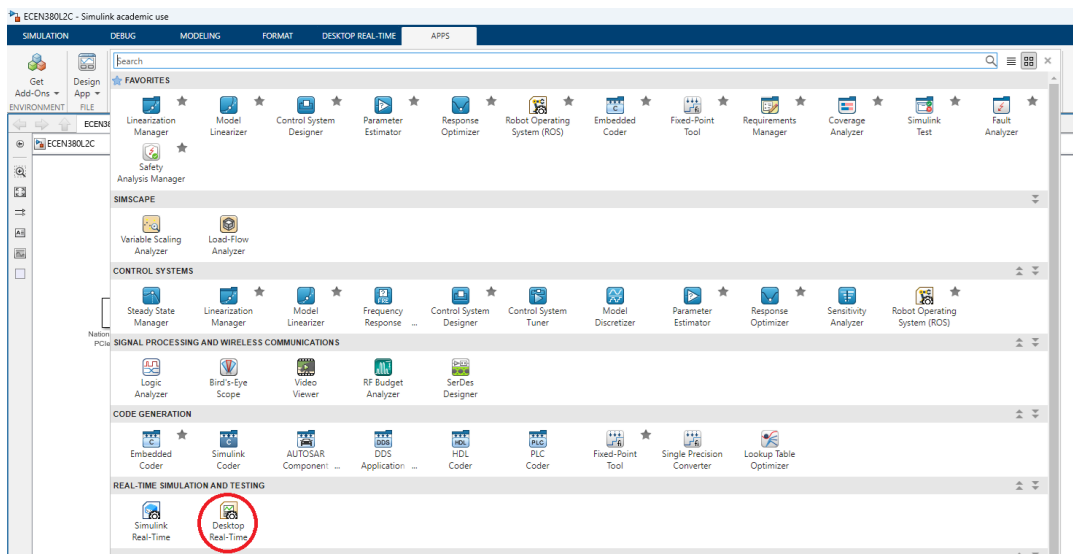 ECEN380L2C - Simulink academic use
SIMULATION DEBUG MODELING FORMAT DESKTOP REAL-TIME APPS
Get Add-Ons
Design App
ENVIRONMENT FILE
Search
ECEN380L2C
FAVORITES
Linearization Manager
Model Linearizer
Control System Designer
Parameter Estimator
Response Optimizer
Robot Operating System (ROS)
Embedded Coder
Fixed-Point Tool
Requirements Manager
Coverage Analyzer
Simulink Test
Fault Analyzer
Safety Analysis Manager
SIMSCAPE
Variable Scaling Analyzer
Load-Flow Analyzer
CONTROL SYSTEMS
Steady State Manager
Linearization Manager
Model Linearizer
Frequency Response ...
Control System Designer
Control System Tuner
Model Discretizer
Parameter Estimator
Response Optimizer
Sensitivity Analyzer
Robot Operating System (ROS)
SIGNAL PROCESSING AND WIRELESS COMMUNICATIONS
Logic Analyzer
Bird's-Eye Scope
Video Viewer
RF Budget Analyzer
SerDes Designer
CODE GENERATION
Embedded Coder
Simulink Coder
AUTOSAR Component ...
DDS Application ...
HDL Coder
PLC Coder
Fixed-Point Tool
Single Precision Converter
Lookup Table Optimizer
REAL-TIME SIMULATION AND TESTING
Simulink Real-Time
Desktop Real-Time